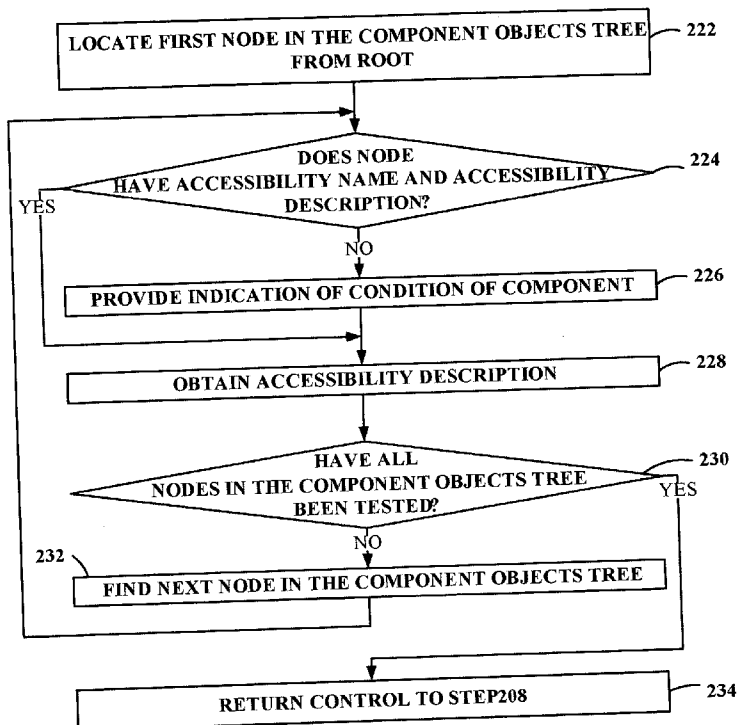 LOCATE FIRST NODE IN THE COMPONENT OBJECTS TREE
FROM ROOT
222
DOES NODE
HAVE ACCESSIBILITY NAME AND ACCESSIBILITY
DESCRIPTION?
224
YES
NO
PROVIDE INDICATION OF CONDITION OF COMPONENT
226
OBTAIN ACCESSIBILITY DESCRIPTION
228
HAVE ALL
NODES IN THE COMPONENT OBJECTS TREE
BEEN TESTED?
230
YES
NO
232
FIND NEXT NODE IN THE COMPONENT OBJECTS TREE
RETURN CONTROL TO STEP208
234